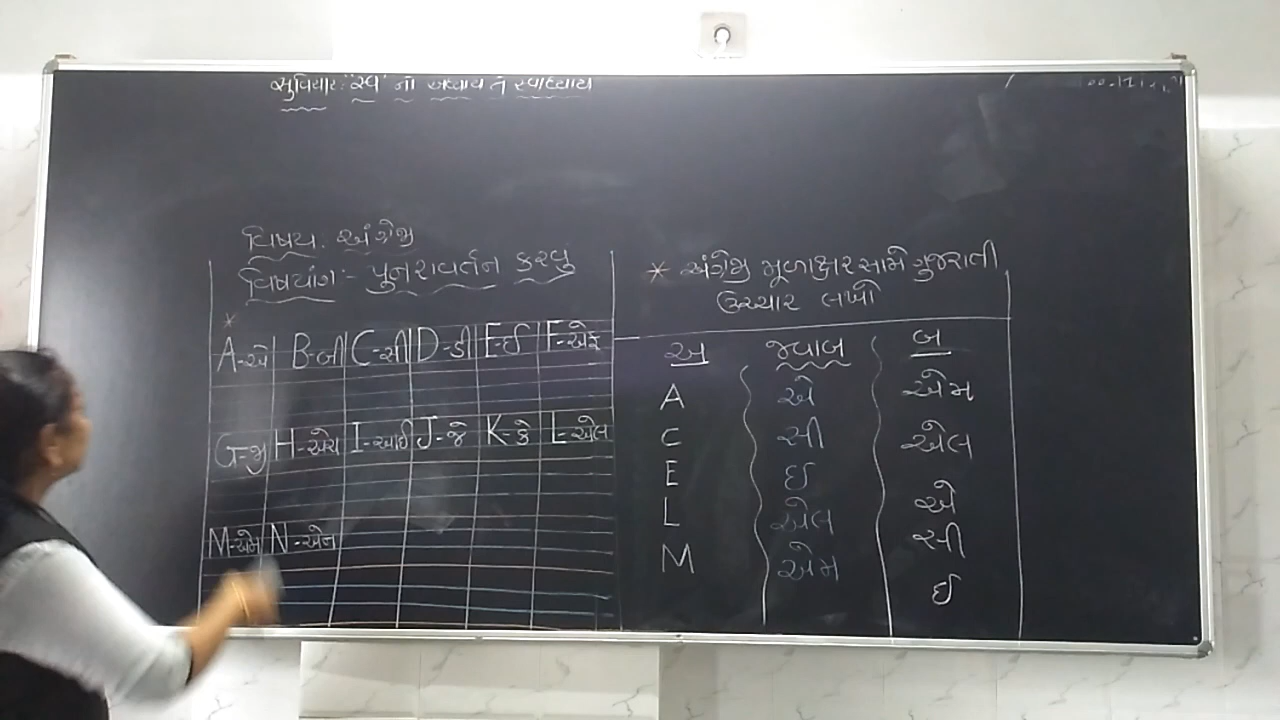 સુવિચાર:- "સ્વ" નો અભ્યાસ તે સ્વાધ્યાય
વિષય. અંગ્રેજી
વિષયાંગ:- પુનરાવર્તન કરવું
*
A-એ B-બી C-સી D-ડી E-ઈ F-એફ
G-જી H-એચ I-આઈ J-જે K-કે L-એલ
M-એમ N-એન
* અંગ્રેજી મૂળાક્ષર સામે ગુજરાતી
ઉચ્ચાર લખો
અ જવાબ બ
A એ એમ
C સી એલ
E ઈ એ
L એલ સી
M એમ ઈ